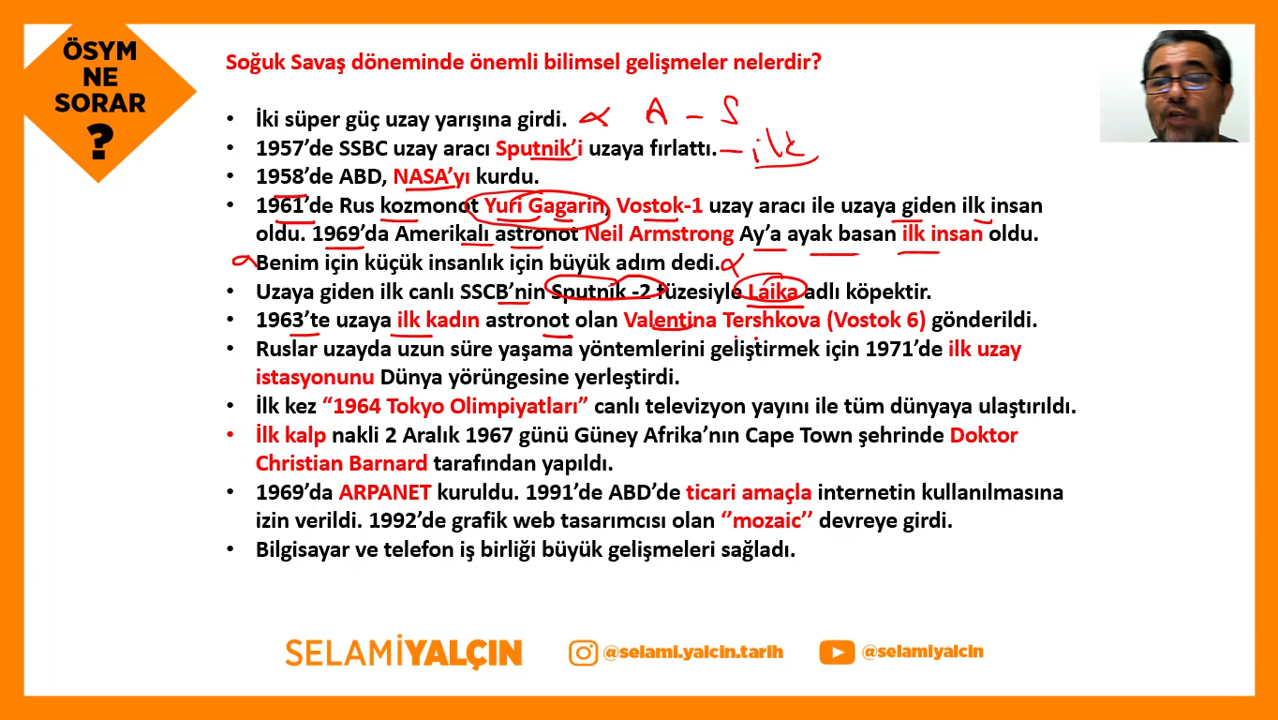 ÖSYM
NE
SORAR
?
Soğuk Savaş döneminde önemli bilimsel gelişmeler nelerdir?
• İki süper güç uzay yarışına girdi. A - S
• 1957’de SSBC uzay aracı Sputnik’i uzaya fırlattı. - ilk
• 1958’de ABD, NASA’yı kurdu.
• 1961’de Rus kozmonot Yuri Gagarin, Vostok-1 uzay aracı ile uzaya giden ilk insan
oldu. 1969’da Amerikalı astronot Neil Armstrong Ay’a ayak basan ilk insan oldu.
Benim için küçük insanlık için büyük adım dedi.
• Uzaya giden ilk canlı SSCB’nin Sputnik -2 füzesiyle Laika adlı köpektir.
• 1963’te uzaya ilk kadın astronot olan Valentina Tershkova (Vostok 6) gönderildi.
• Ruslar uzayda uzun süre yaşama yöntemlerini geliştirmek için 1971’de ilk uzay
istasyonunu Dünya yörüngesine yerleştirdi.
• İlk kez “1964 Tokyo Olimpiyatları” canlı televizyon yayını ile tüm dünyaya ulaştırıldı.
• İlk kalp nakli 2 Aralık 1967 günü Güney Afrika’nın Cape Town şehrinde Doktor
Christian Barnard tarafından yapıldı.
• 1969’da ARPANET kuruldu. 1991’de ABD’de ticari amaçla internetin kullanılmasına
izin verildi. 1992’de grafik web tasarımcısı olan ‘’mozaic’’ devreye girdi.
• Bilgisayar ve telefon iş birliği büyük gelişmeleri sağladı.
SELAMİYALÇIN @selami.yalcin.tarih @selamiyalcin